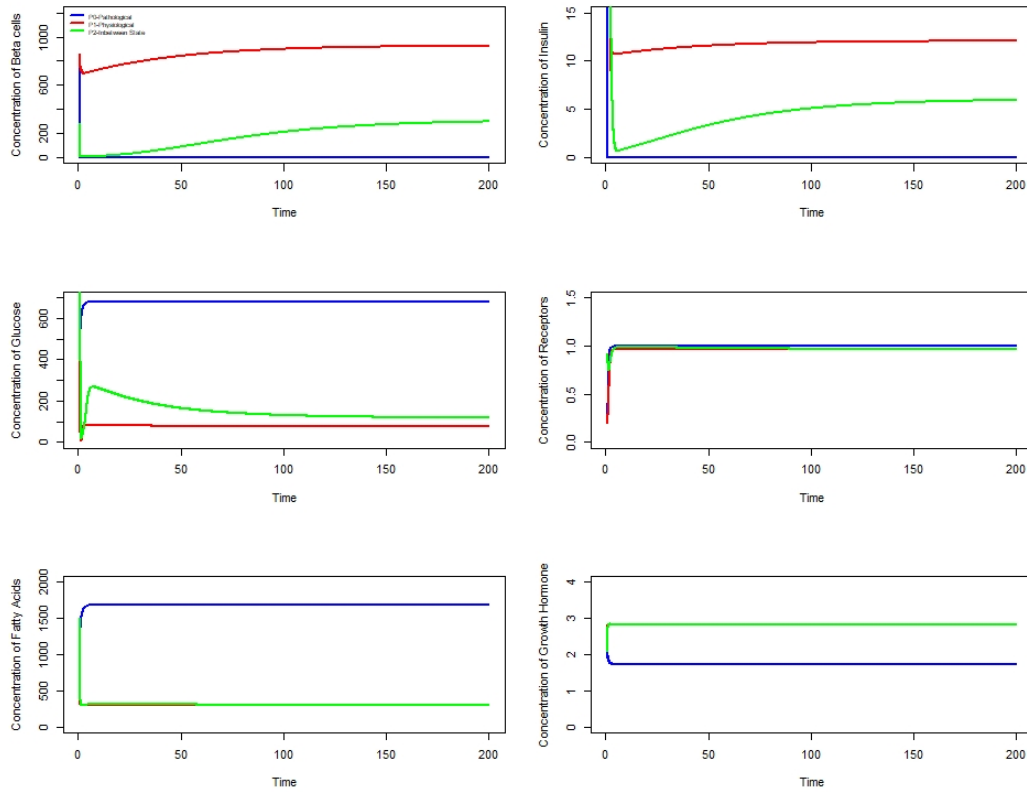 P0-Pathological
P1-Physiological
P2-Inbetween State
Concentration of Beta cells
0 200 600 1000
0 50 100 150 200
Time
Concentration of Insulin
0 5 10 15
0 50 100 150 200
Time
Concentration of Glucose
0 200 400 600
0 50 100 150 200
Time
Concentration of Receptors
0.0 0.5 1.0 1.5
0 50 100 150 200
Time
Concentration of Fatty Acids
0 500 1000 1500 2000
0 50 100 150 200
Time
Concentration of Growth Hormone
0 1 2 3 4
0 50 100 150 200
Time